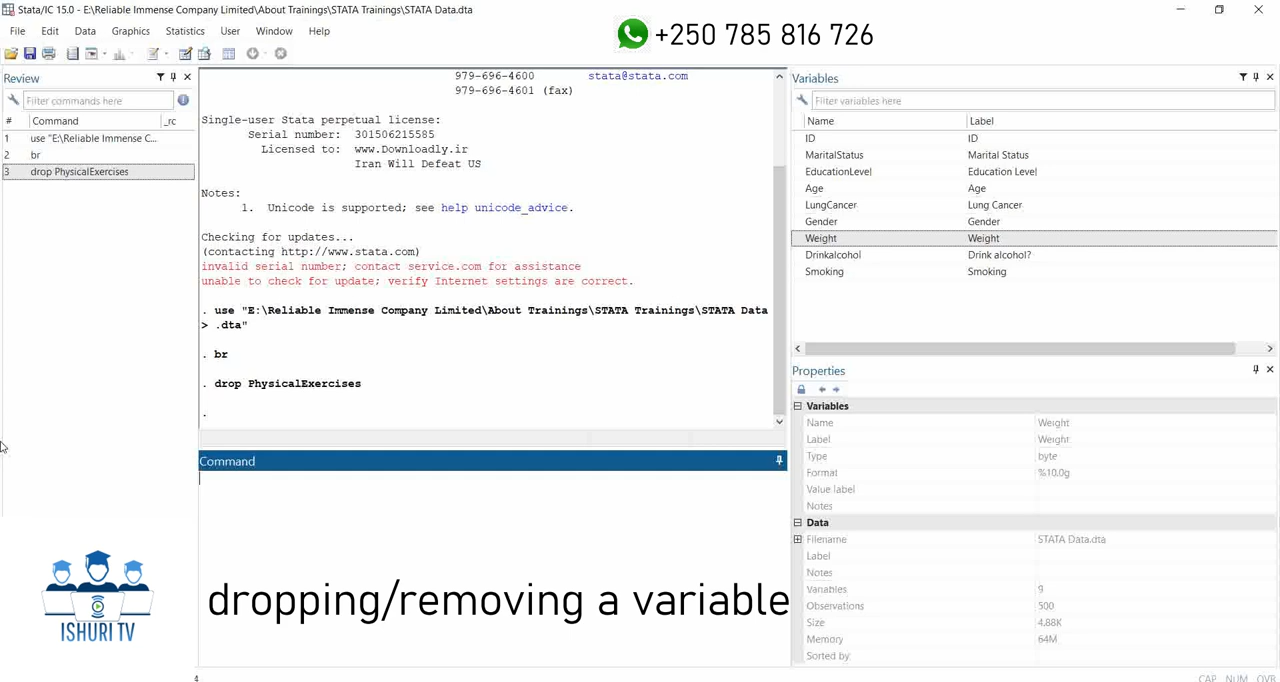 Stata/IC 15.0 - E:\Reliable Immense Company Limited\About Trainings\STATA Trainings\STATA Data.dta
File Edit Data Graphics Statistics User Window Help
+250 785 816 726
Review
Filter commands here
# Command _rc
1 use "E:\Reliable Immense C...
2 br
3 drop PhysicalExercises
979-696-4600 stata@stata.com
979-696-4601 (fax)
Single-user Stata perpetual license:
Serial number: 301506215585
Licensed to: www.Downloadly.ir
Iran Will Defeat US
Notes:
1. Unicode is supported; see help unicode_advice.
Checking for updates...
(contacting http://www.stata.com)
invalid serial number; contact service.com for assistance
unable to check for update; verify Internet settings are correct.
. use "E:\Reliable Immense Company Limited\About Trainings\STATA Trainings\STATA Data
> .dta"
. br
. drop PhysicalExercises
.
Command
Variables
Filter variables here
Name Label
ID ID
MaritalStatus Marital Status
EducationLevel Education Level
Age Age
LungCancer Lung Cancer
Gender Gender
Weight Weight
Drinkalcohol Drink alcohol?
Smoking Smoking
Properties
Variables
Name Weight
Label Weight
Type byte
Format %10.0g
Value label
Notes
Data
Filename STATA Data.dta
Label
Notes
Variables 9
Observations 500
Size 4.88K
Memory 64M
Sorted by
ISHURI TV
dropping/removing a variable
CAP NUM OVR